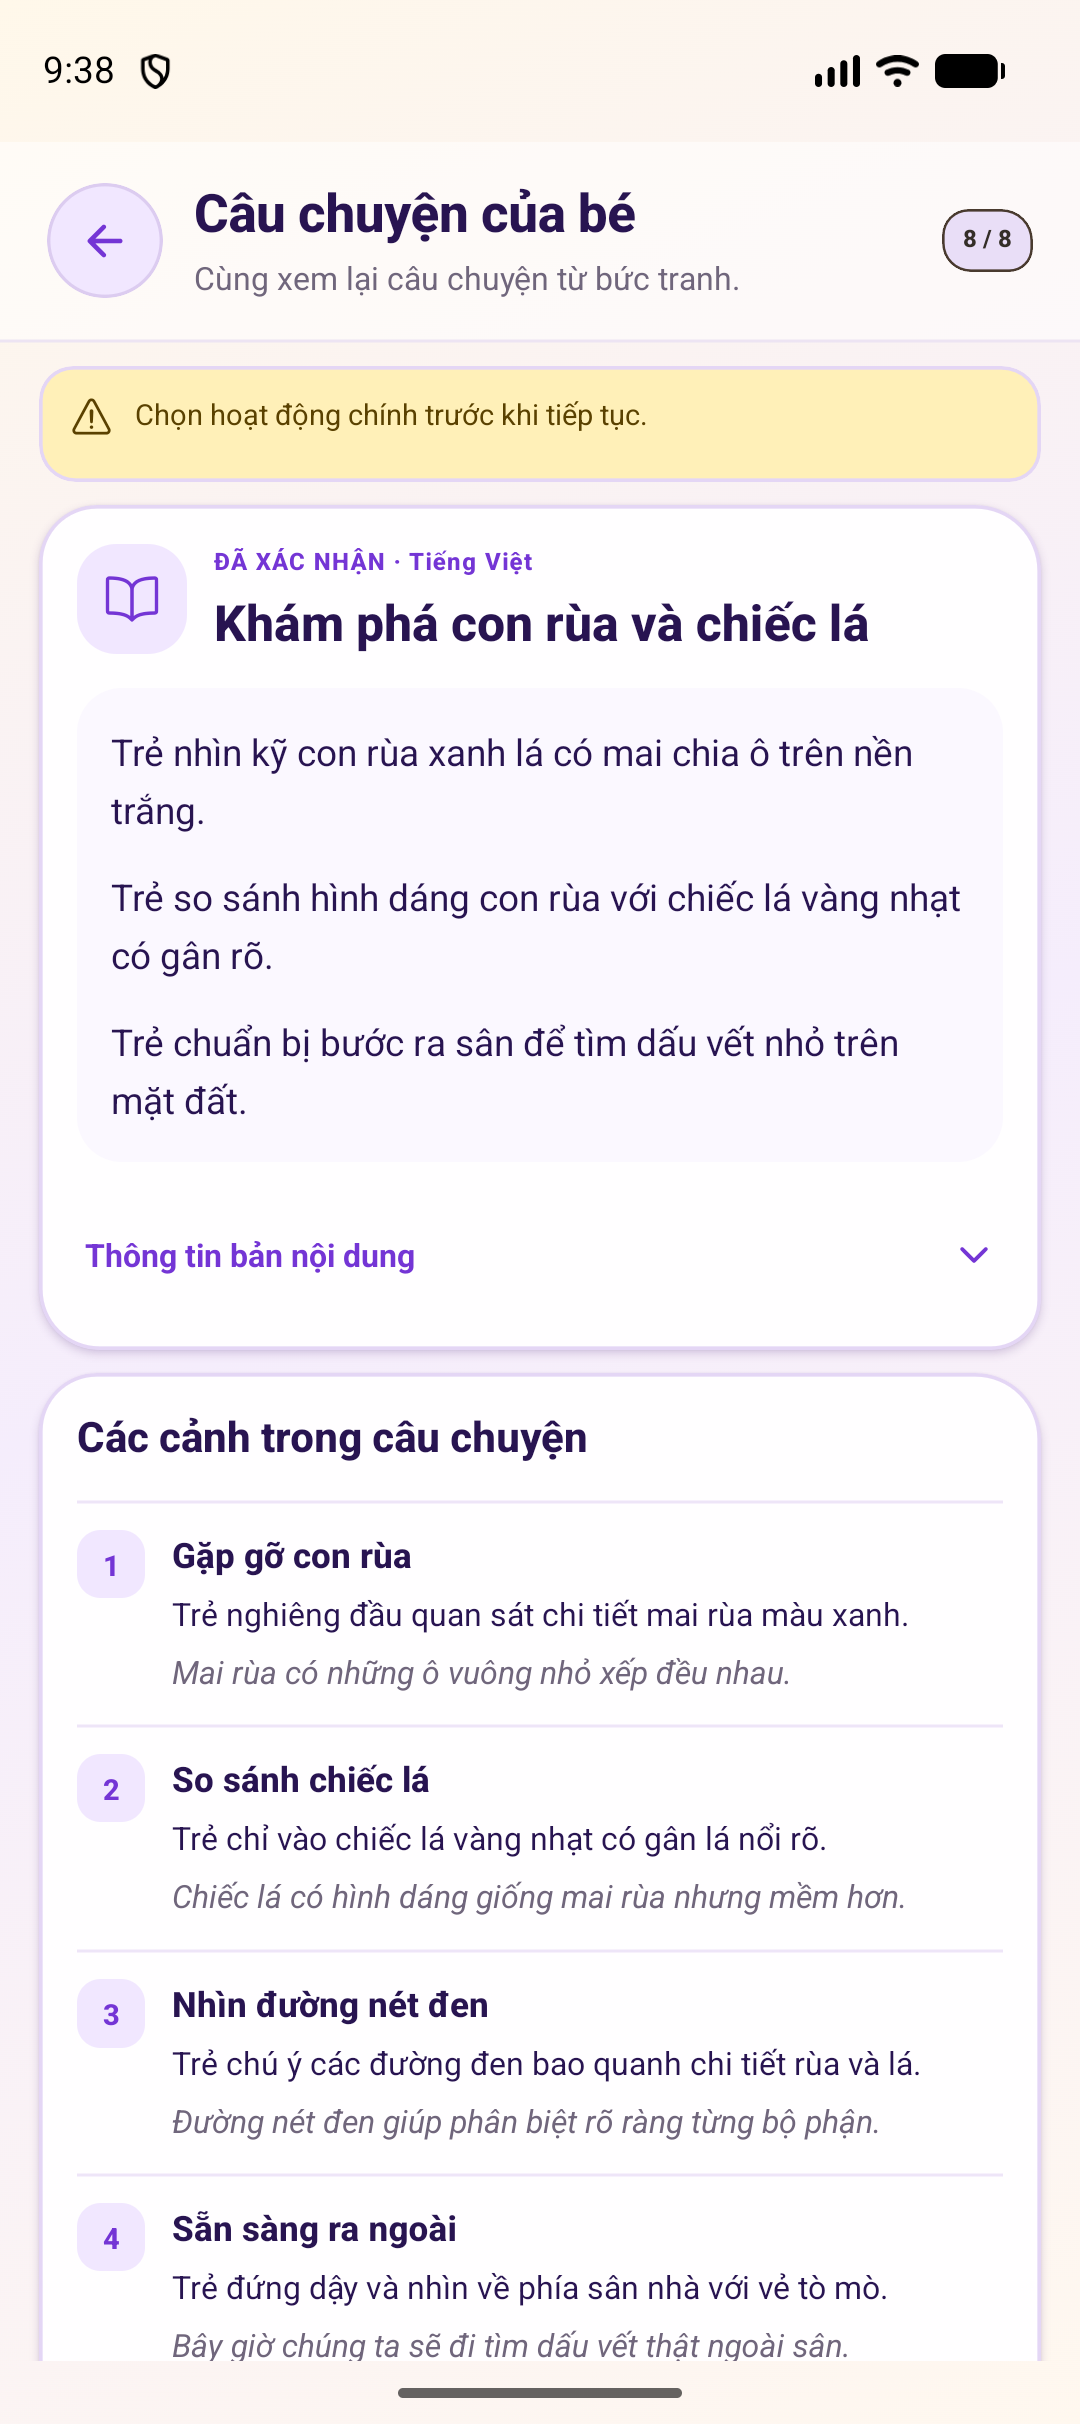 9:38
Câu chuyện của bé
Cùng xem lại câu chuyện từ bức tranh.
8 / 8
Chọn hoạt động chính trước khi tiếp tục.
ĐÃ XÁC NHẬN · Tiếng Việt
Khám phá con rùa và chiếc lá
Trẻ nhìn kỹ con rùa xanh lá có mai chia ô trên nền
trắng.
Trẻ so sánh hình dáng con rùa với chiếc lá vàng nhạt
có gân rõ.
Trẻ chuẩn bị bước ra sân để tìm dấu vết nhỏ trên
mặt đất.
Thông tin bản nội dung
Các cảnh trong câu chuyện
1
Gặp gỡ con rùa
Trẻ nghiêng đầu quan sát chi tiết mai rùa màu xanh.
Mai rùa có những ô vuông nhỏ xếp đều nhau.
2
So sánh chiếc lá
Trẻ chỉ vào chiếc lá vàng nhạt có gân lá nổi rõ.
Chiếc lá có hình dáng giống mai rùa nhưng mềm hơn.
3
Nhìn đường nét đen
Trẻ chú ý các đường đen bao quanh chi tiết rùa và lá.
Đường nét đen giúp phân biệt rõ ràng từng bộ phận.
4
Sẵn sàng ra ngoài
Trẻ đứng dậy và nhìn về phía sân nhà với vẻ tò mò.
Bây giờ chúng ta sẽ đi tìm dấu vết thật ngoài sân.